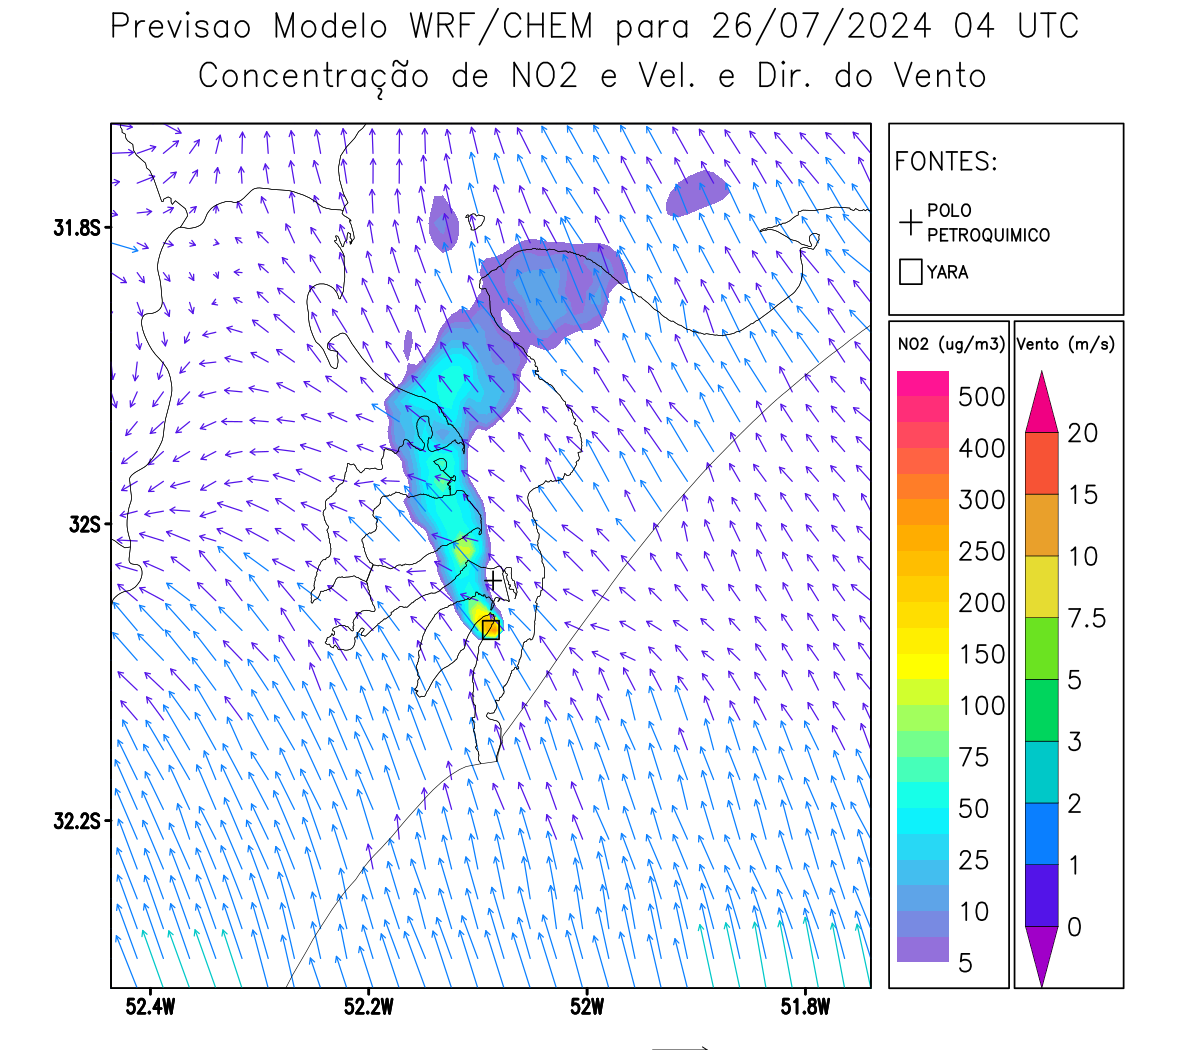 Previsao Modelo WRF/CHEM para 26/07/2024 04 UTC
Concentração de NO2 e Vel. e Dir. do Vento
FONTES:
POLO
PETROQUIMICO
YARA
NO2 (ug/m3)
500
400
300
250
200
150
100
75
50
25
10
5
Vento (m/s)
20
15
10
7.5
5
3
2
1
0
31.8S
32S
32.2S
52.4W
52.2W
52W
51.8W